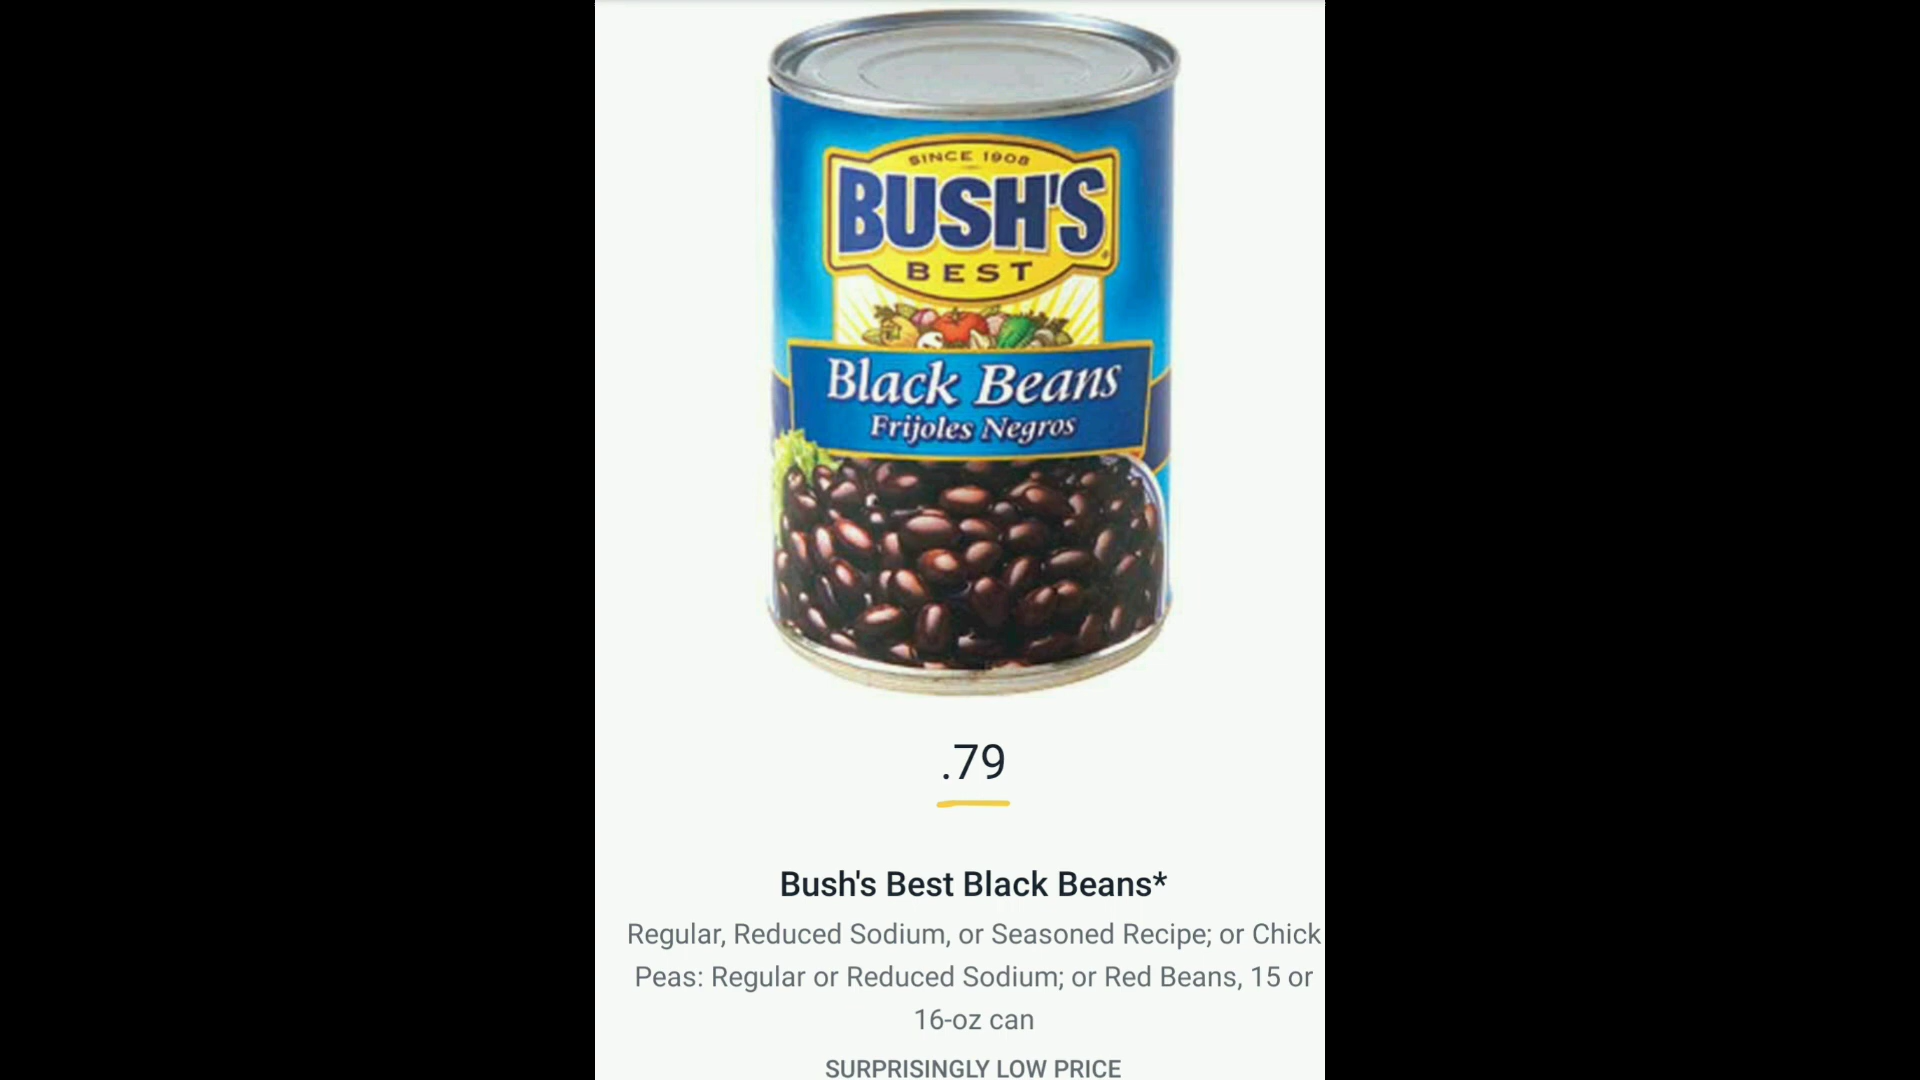 SINCE 1908
BUSH'S
BEST
Black Beans
Frijoles Negros
.79
Bush's Best Black Beans*
Regular, Reduced Sodium, or Seasoned Recipe; or Chick
Peas: Regular or Reduced Sodium; or Red Beans, 15 or
16-oz can
SURPRISINGLY LOW PRICE